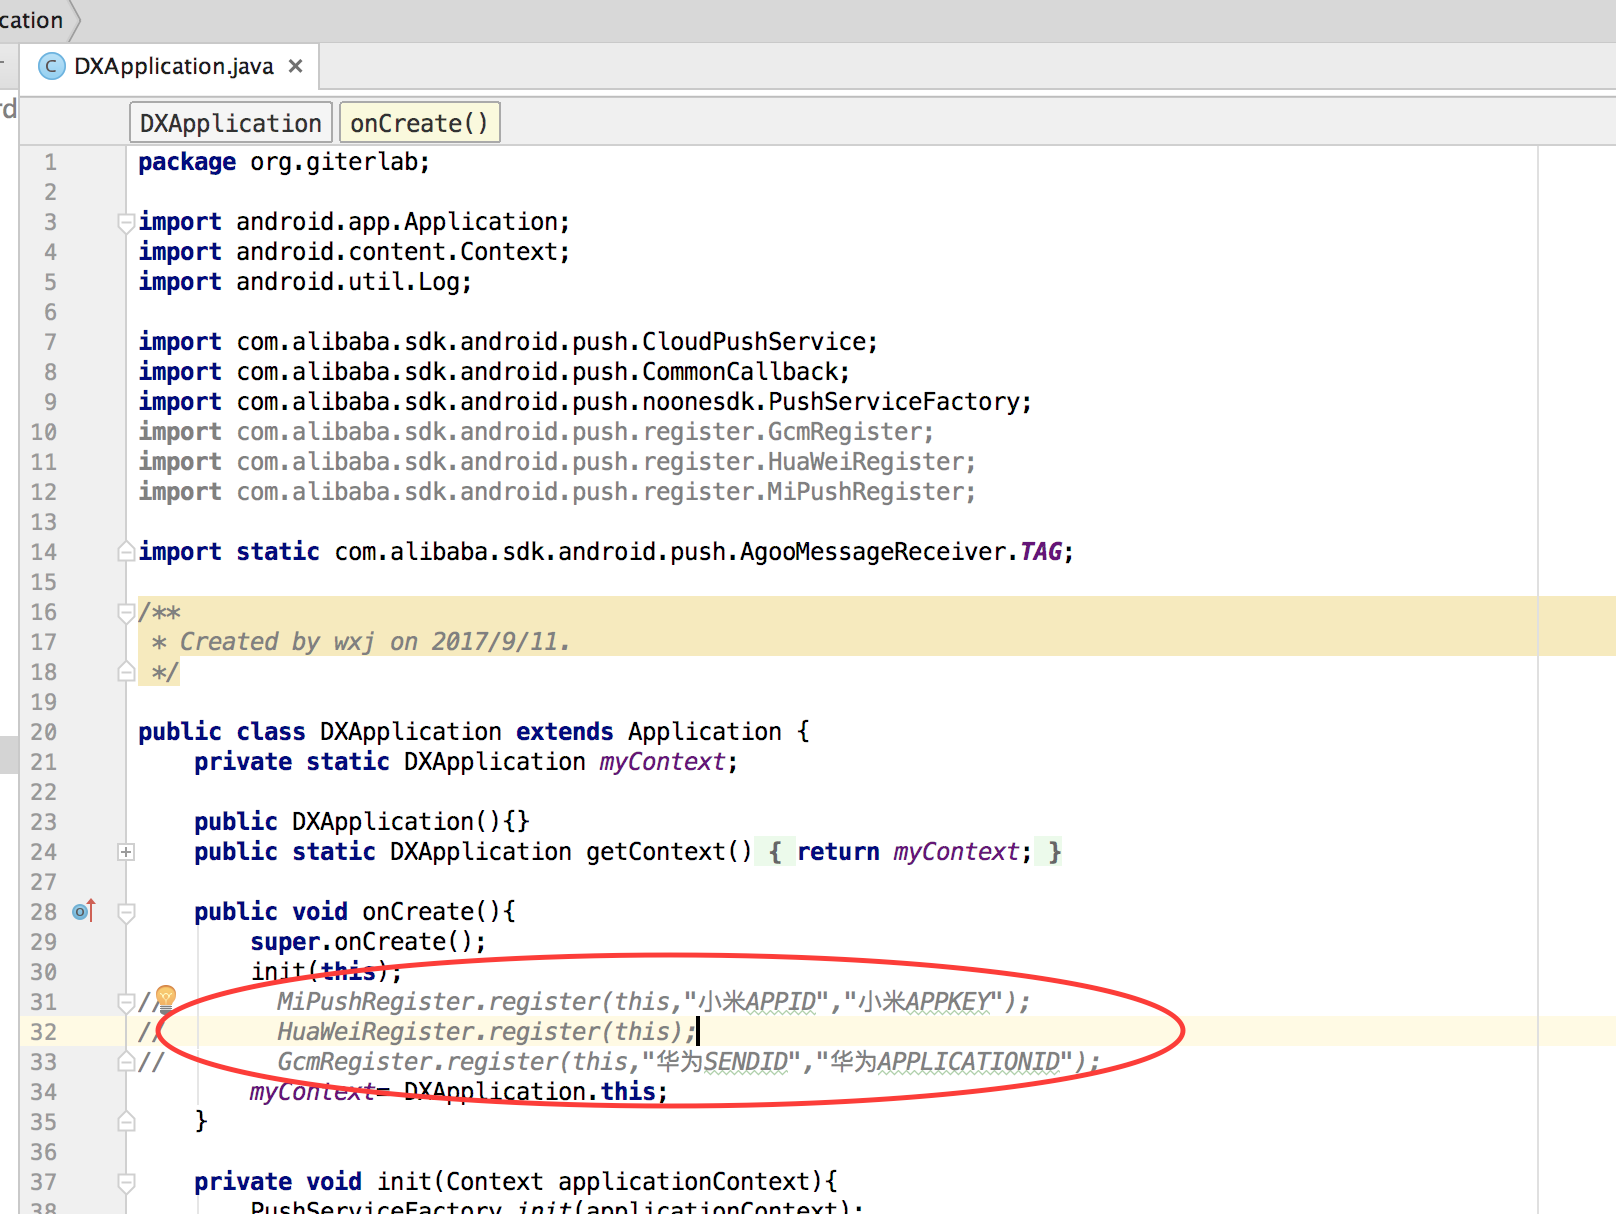 cation
DXApplication.java
rd
DXApplication onCreate()
1 package org.giterlab;
2
3 import android.app.Application;
4 import android.content.Context;
5 import android.util.Log;
6
7 import com.alibaba.sdk.android.push.CloudPushService;
8 import com.alibaba.sdk.android.push.CommonCallback;
9 import com.alibaba.sdk.android.push.noonesdk.PushServiceFactory;
10 import com.alibaba.sdk.android.push.register.GcmRegister;
11 import com.alibaba.sdk.android.push.register.HuaWeiRegister;
12 import com.alibaba.sdk.android.push.register.MiPushRegister;
13
14 import static com.alibaba.sdk.android.push.AgooMessageReceiver.TAG;
15
16 /**
17  * Created by wxj on 2017/9/11.
18  */
19
20 public class DXApplication extends Application {
21     private static DXApplication myContext;
22
23     public DXApplication(){}
24     public static DXApplication getContext() { return myContext; }
27
28     public void onCreate(){
29         super.onCreate();
30         init(this);
31 //        MiPushRegister.register(this,"小米APPID","小米APPKEY");
32 //        HuaWeiRegister.register(this);
33 //        GcmRegister.register(this,"华为SENDID","华为APPLICATIONID");
34         myContext= DXApplication.this;
35     }
36
37     private void init(Context applicationContext){
38         PushServiceFactory.init(applicationContext);